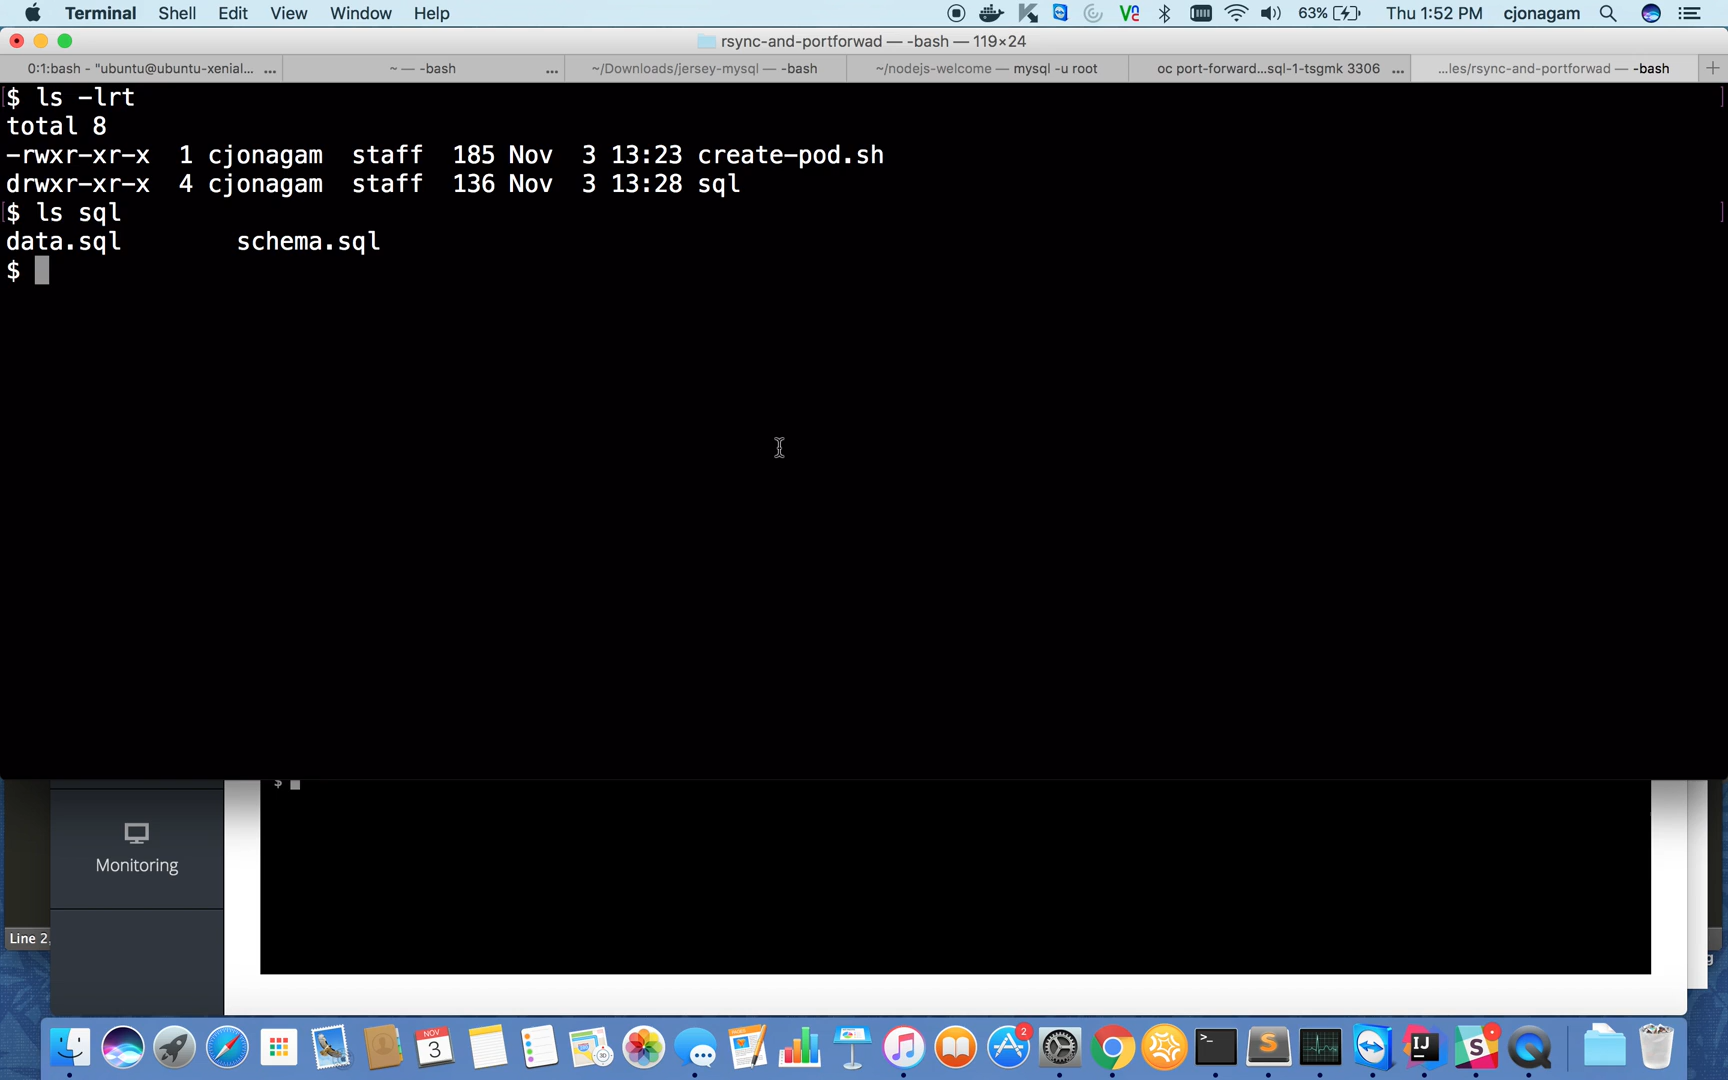 Terminal Shell Edit View Window Help 63% Thu 1:52 PM cjonagam
rsync-and-portforwad — -bash — 119×24
0:1:bash - "ubuntu@ubuntu-xenial... ...
~ — -bash ...
~/Downloads/jersey-mysql — -bash
~/nodejs-welcome — mysql -u root
oc port-forward...sql-1-tsgmk 3306 ...
...les/rsync-and-portforwad — -bash
$ ls -lrt
total 8
-rwxr-xr-x 1 cjonagam staff 185 Nov 3 13:23 create-pod.sh
drwxr-xr-x 4 cjonagam staff 136 Nov 3 13:28 sql
$ ls sql
data.sql schema.sql
$
$
Monitoring
Line 2
g
NOV
3
2